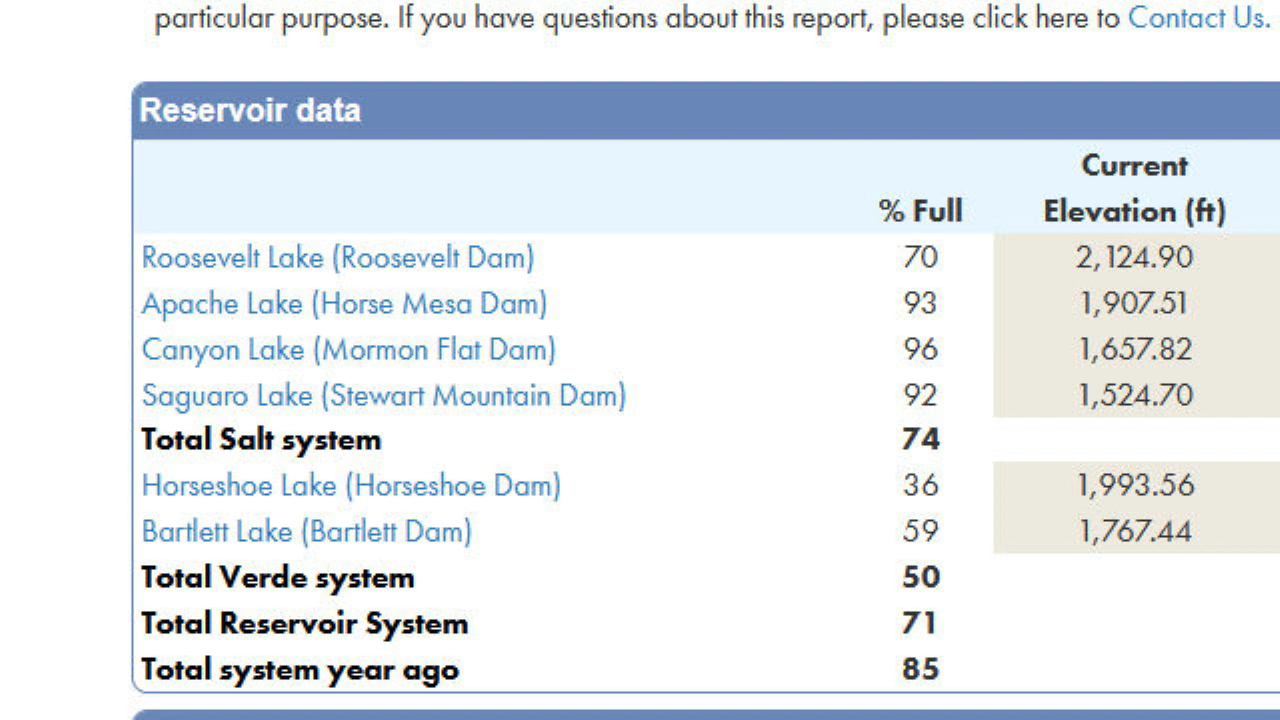 particular purpose. If you have questions about this report, please click here to Contact Us.
Reservoir data
Current
% Full Elevation (ft)
Roosevelt Lake (Roosevelt Dam) 70 2,124.90
Apache Lake (Horse Mesa Dam) 93 1,907.51
Canyon Lake (Mormon Flat Dam) 96 1,657.82
Saguaro Lake (Stewart Mountain Dam) 92 1,524.70
Total Salt system 74
Horseshoe Lake (Horseshoe Dam) 36 1,993.56
Bartlett Lake (Bartlett Dam) 59 1,767.44
Total Verde system 50
Total Reservoir System 71
Total system year ago 85